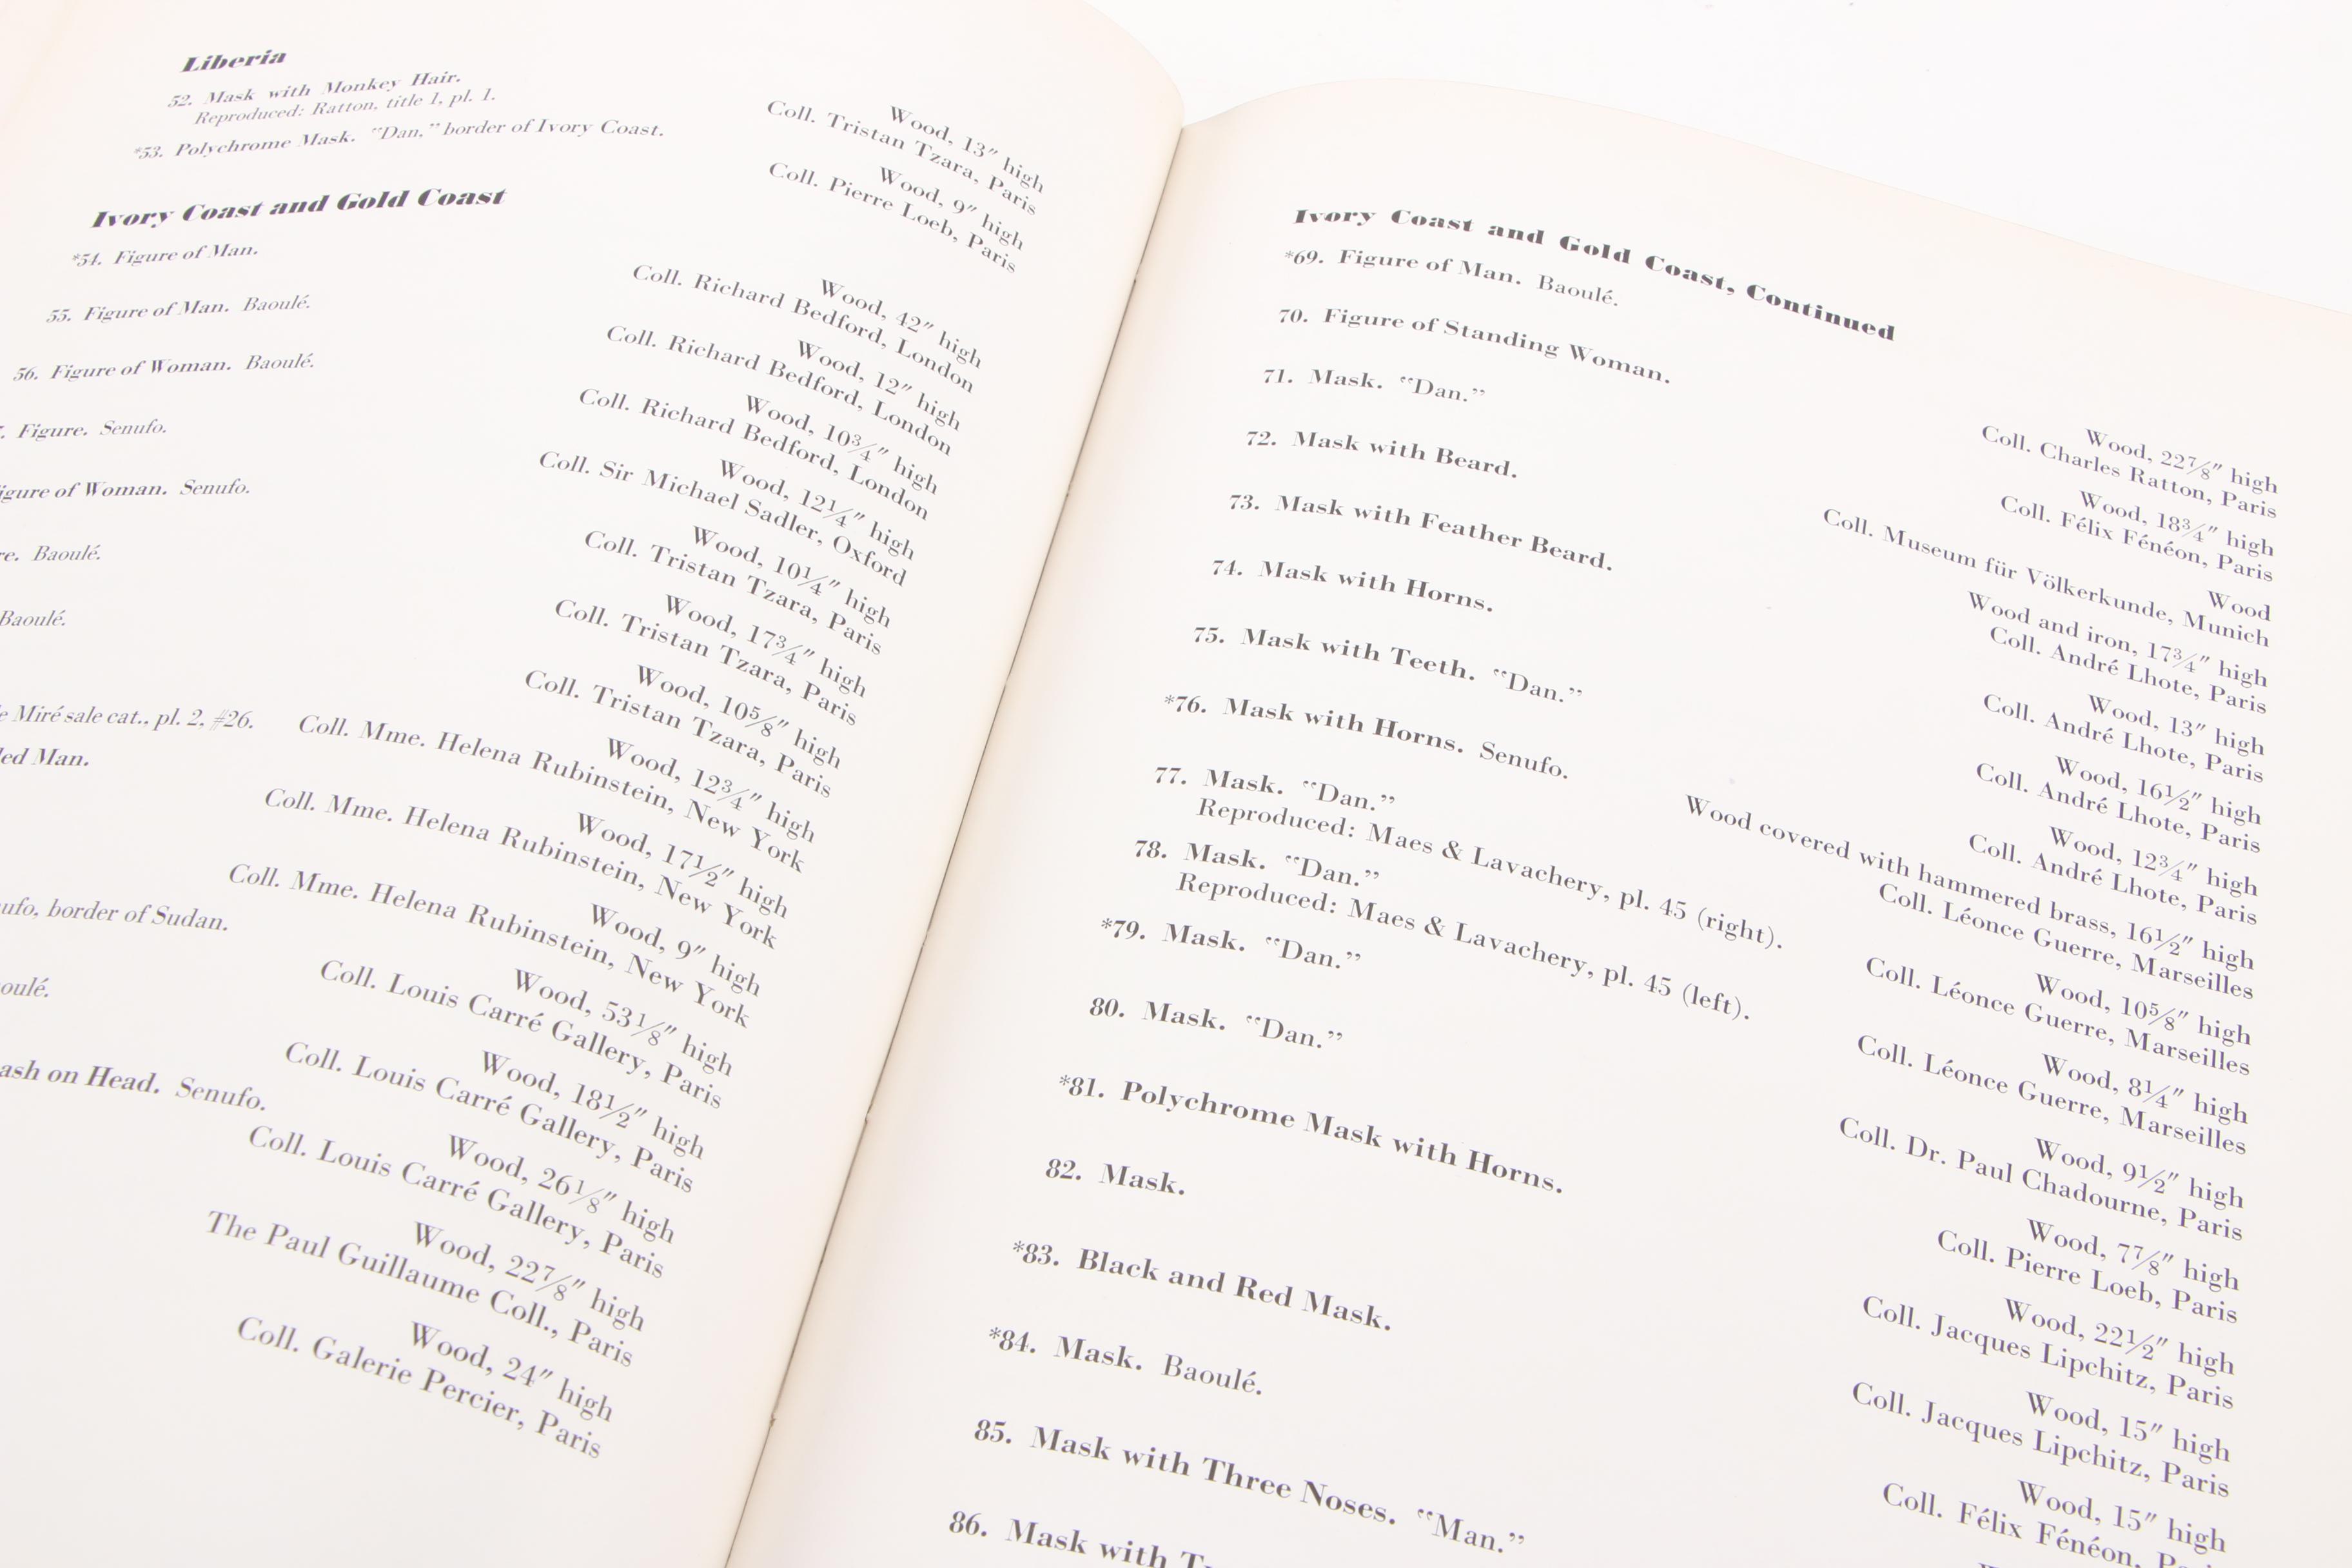 Liberia
52. Mask with Monkey Hair.
Reproduced: Ratton, title 1, pl. 1.
Wood, 13" high
Coll. Tristan Tzara, Paris
*53. Polychrome Mask. "Dan," border of Ivory Coast.
Wood, 9" high
Coll. Pierre Loeb, Paris
Ivory Coast and Gold Coast
*54. Figure of Man.
Wood, 42" high
Coll. Richard Bedford, London
55. Figure of Man. Baoulé.
Wood, 12" high
Coll. Richard Bedford, London
56. Figure of Woman. Baoulé.
Wood, 10¾" high
Coll. Richard Bedford, London
. Figure. Senufo.
Wood, 12¼" high
Coll. Sir Michael Sadler, Oxford
igure of Woman. Senufo.
Wood, 10¼" high
Coll. Tristan Tzara, Paris
re. Baoulé.
Wood, 17¾" high
Coll. Tristan Tzara, Paris
Baoulé.
Wood, 10⅝" high
Coll. Tristan Tzara, Paris
Wood, 12¾" high
e Miré sale cat., pl. 2, #26. Coll. Mme. Helena Rubinstein, New York
ed Man.
Wood, 17½" high
Coll. Mme. Helena Rubinstein, New York
Wood, 9" high
Coll. Mme. Helena Rubinstein, New York
ufo, border of Sudan.
Wood, 53⅛" high
Coll. Louis Carré Gallery, Paris
oulé.
Wood, 18½" high
Coll. Louis Carré Gallery, Paris
ash on Head. Senufo.
Wood, 26⅛" high
Coll. Louis Carré Gallery, Paris
Wood, 22⅞" high
The Paul Guillaume Coll., Paris
Wood, 24" high
Coll. Galerie Percier, Paris
Ivory Coast and Gold Coast, Continued
*69. Figure of Man. Baoulé.
Wood, 22⅞" high
Coll. Charles Ratton, Paris
70. Figure of Standing Woman.
Wood, 18¾" high
Coll. Félix Fénéon, Paris
71. Mask. "Dan."
Wood
Coll. Museum für Völkerkunde, Munich
72. Mask with Beard.
Wood and iron, 17¾" high
Coll. André Lhote, Paris
73. Mask with Feather Beard.
Wood, 13" high
Coll. André Lhote, Paris
74. Mask with Horns.
Wood, 16½" high
Coll. André Lhote, Paris
75. Mask with Teeth. "Dan."
Wood, 12¾" high
Coll. André Lhote, Paris
*76. Mask with Horns. Senufo.
Wood covered with hammered brass, 16½" high
Coll. Léonce Guerre, Marseilles
77. Mask. "Dan."
Reproduced: Maes & Lavachery, pl. 45 (right).
Wood, 10⅝" high
Coll. Léonce Guerre, Marseilles
78. Mask. "Dan."
Reproduced: Maes & Lavachery, pl. 45 (left).
Wood, 8¼" high
Coll. Léonce Guerre, Marseilles
*79. Mask. "Dan."
Wood, 9½" high
Coll. Dr. Paul Chadourne, Paris
80. Mask. "Dan."
Wood, 7⅞" high
Coll. Pierre Loeb, Paris
*81. Polychrome Mask with Horns.
Wood, 22½" high
Coll. Jacques Lipchitz, Paris
82. Mask.
Wood, 15" high
Coll. Jacques Lipchitz, Paris
*83. Black and Red Mask.
Wood, 15" high
Coll. Félix Fénéon,
*84. Mask. Baoulé.
85. Mask with Three Noses. "Man."
86. Mask with